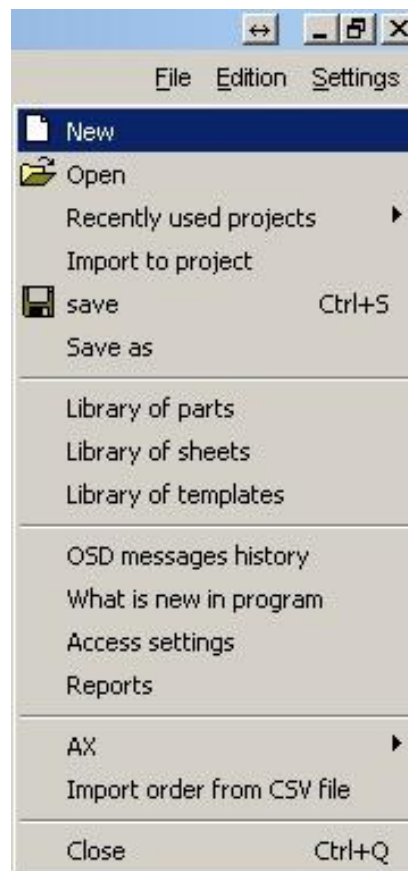 File Edition Settings
New
Open
Recently used projects
Import to project
save Ctrl+S
Save as
Library of parts
Library of sheets
Library of templates
OSD messages history
What is new in program
Access settings
Reports
AX
Import order from CSV file
Close Ctrl+Q